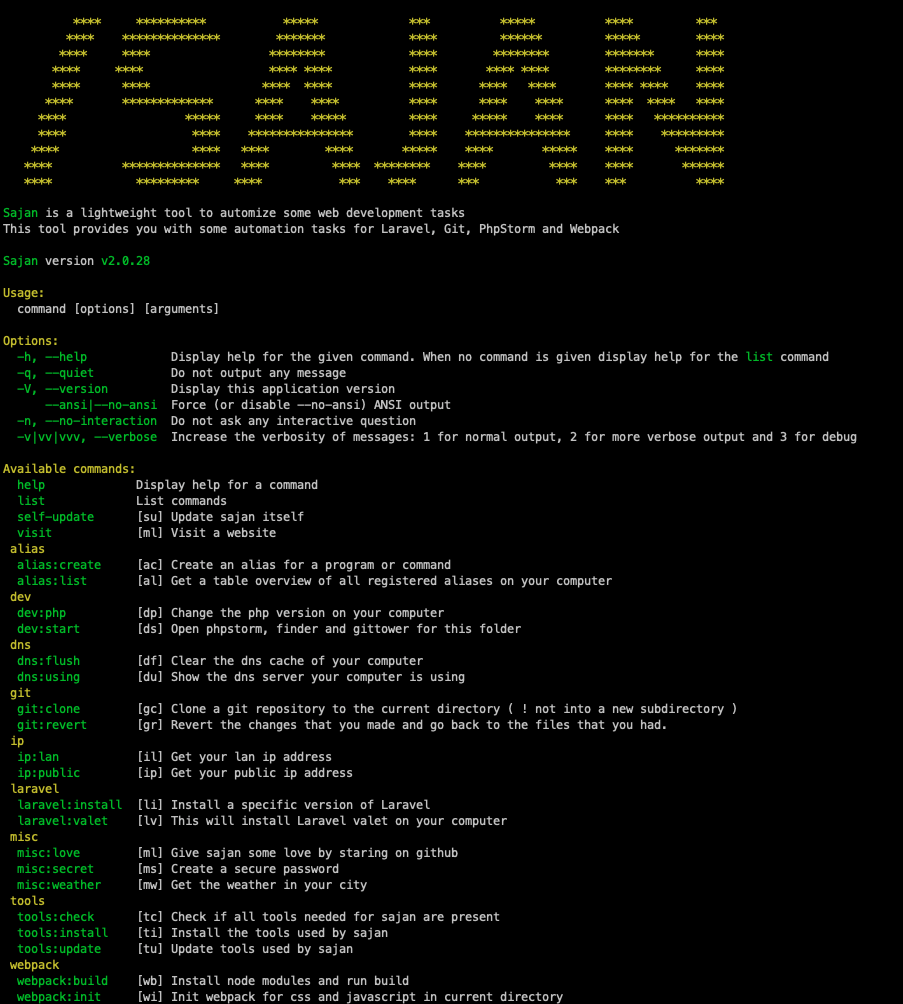 /SAJAN
Sajan is a lightweight tool to automize some web development tasks
This tool provides you with some automation tasks for Laravel, Git, PhpStorm and Webpack
Sajan version v2.0.28
Usage:
command [options] [arguments]
Options:
-h, --help Display help for the given command. When no command is given display help for the list command
-q, --quiet Do not output any message
-V, --version Display this application version
--ansi|--no-ansi Force (or disable --no-ansi) ANSI output
-n, --no-interaction Do not ask any interactive question
-v|vv|vvv, --verbose Increase the verbosity of messages: 1 for normal output, 2 for more verbose output and 3 for debug
Available commands:
help Display help for a command
list List commands
self-update [su] Update sajan itself
visit [ml] Visit a website
alias
alias:create [ac] Create an alias for a program or command
alias:list [al] Get a table overview of all registered aliases on your computer
dev
dev:php [dp] Change the php version on your computer
dev:start [ds] Open phpstorm, finder and gittower for this folder
dns
dns:flush [df] Clear the dns cache of your computer
dns:using [du] Show the dns server your computer is using
git
git:clone [gc] Clone a git repository to the current directory ( ! not into a new subdirectory )
git:revert [gr] Revert the changes that you made and go back to the files that you had.
ip
ip:lan [il] Get your lan ip address
ip:public [ip] Get your public ip address
laravel
laravel:install [li] Install a specific version of Laravel
laravel:valet [lv] This will install Laravel valet on your computer
misc
misc:love [ml] Give sajan some love by staring on github
misc:secret [ms] Create a secure password
misc:weather [mw] Get the weather in your city
tools
tools:check [tc] Check if all tools needed for sajan are present
tools:install [ti] Install the tools used by sajan
tools:update [tu] Update tools used by sajan
webpack
webpack:build [wb] Install node modules and run build
webpack:init [wi] Init webpack for css and javascript in current directory